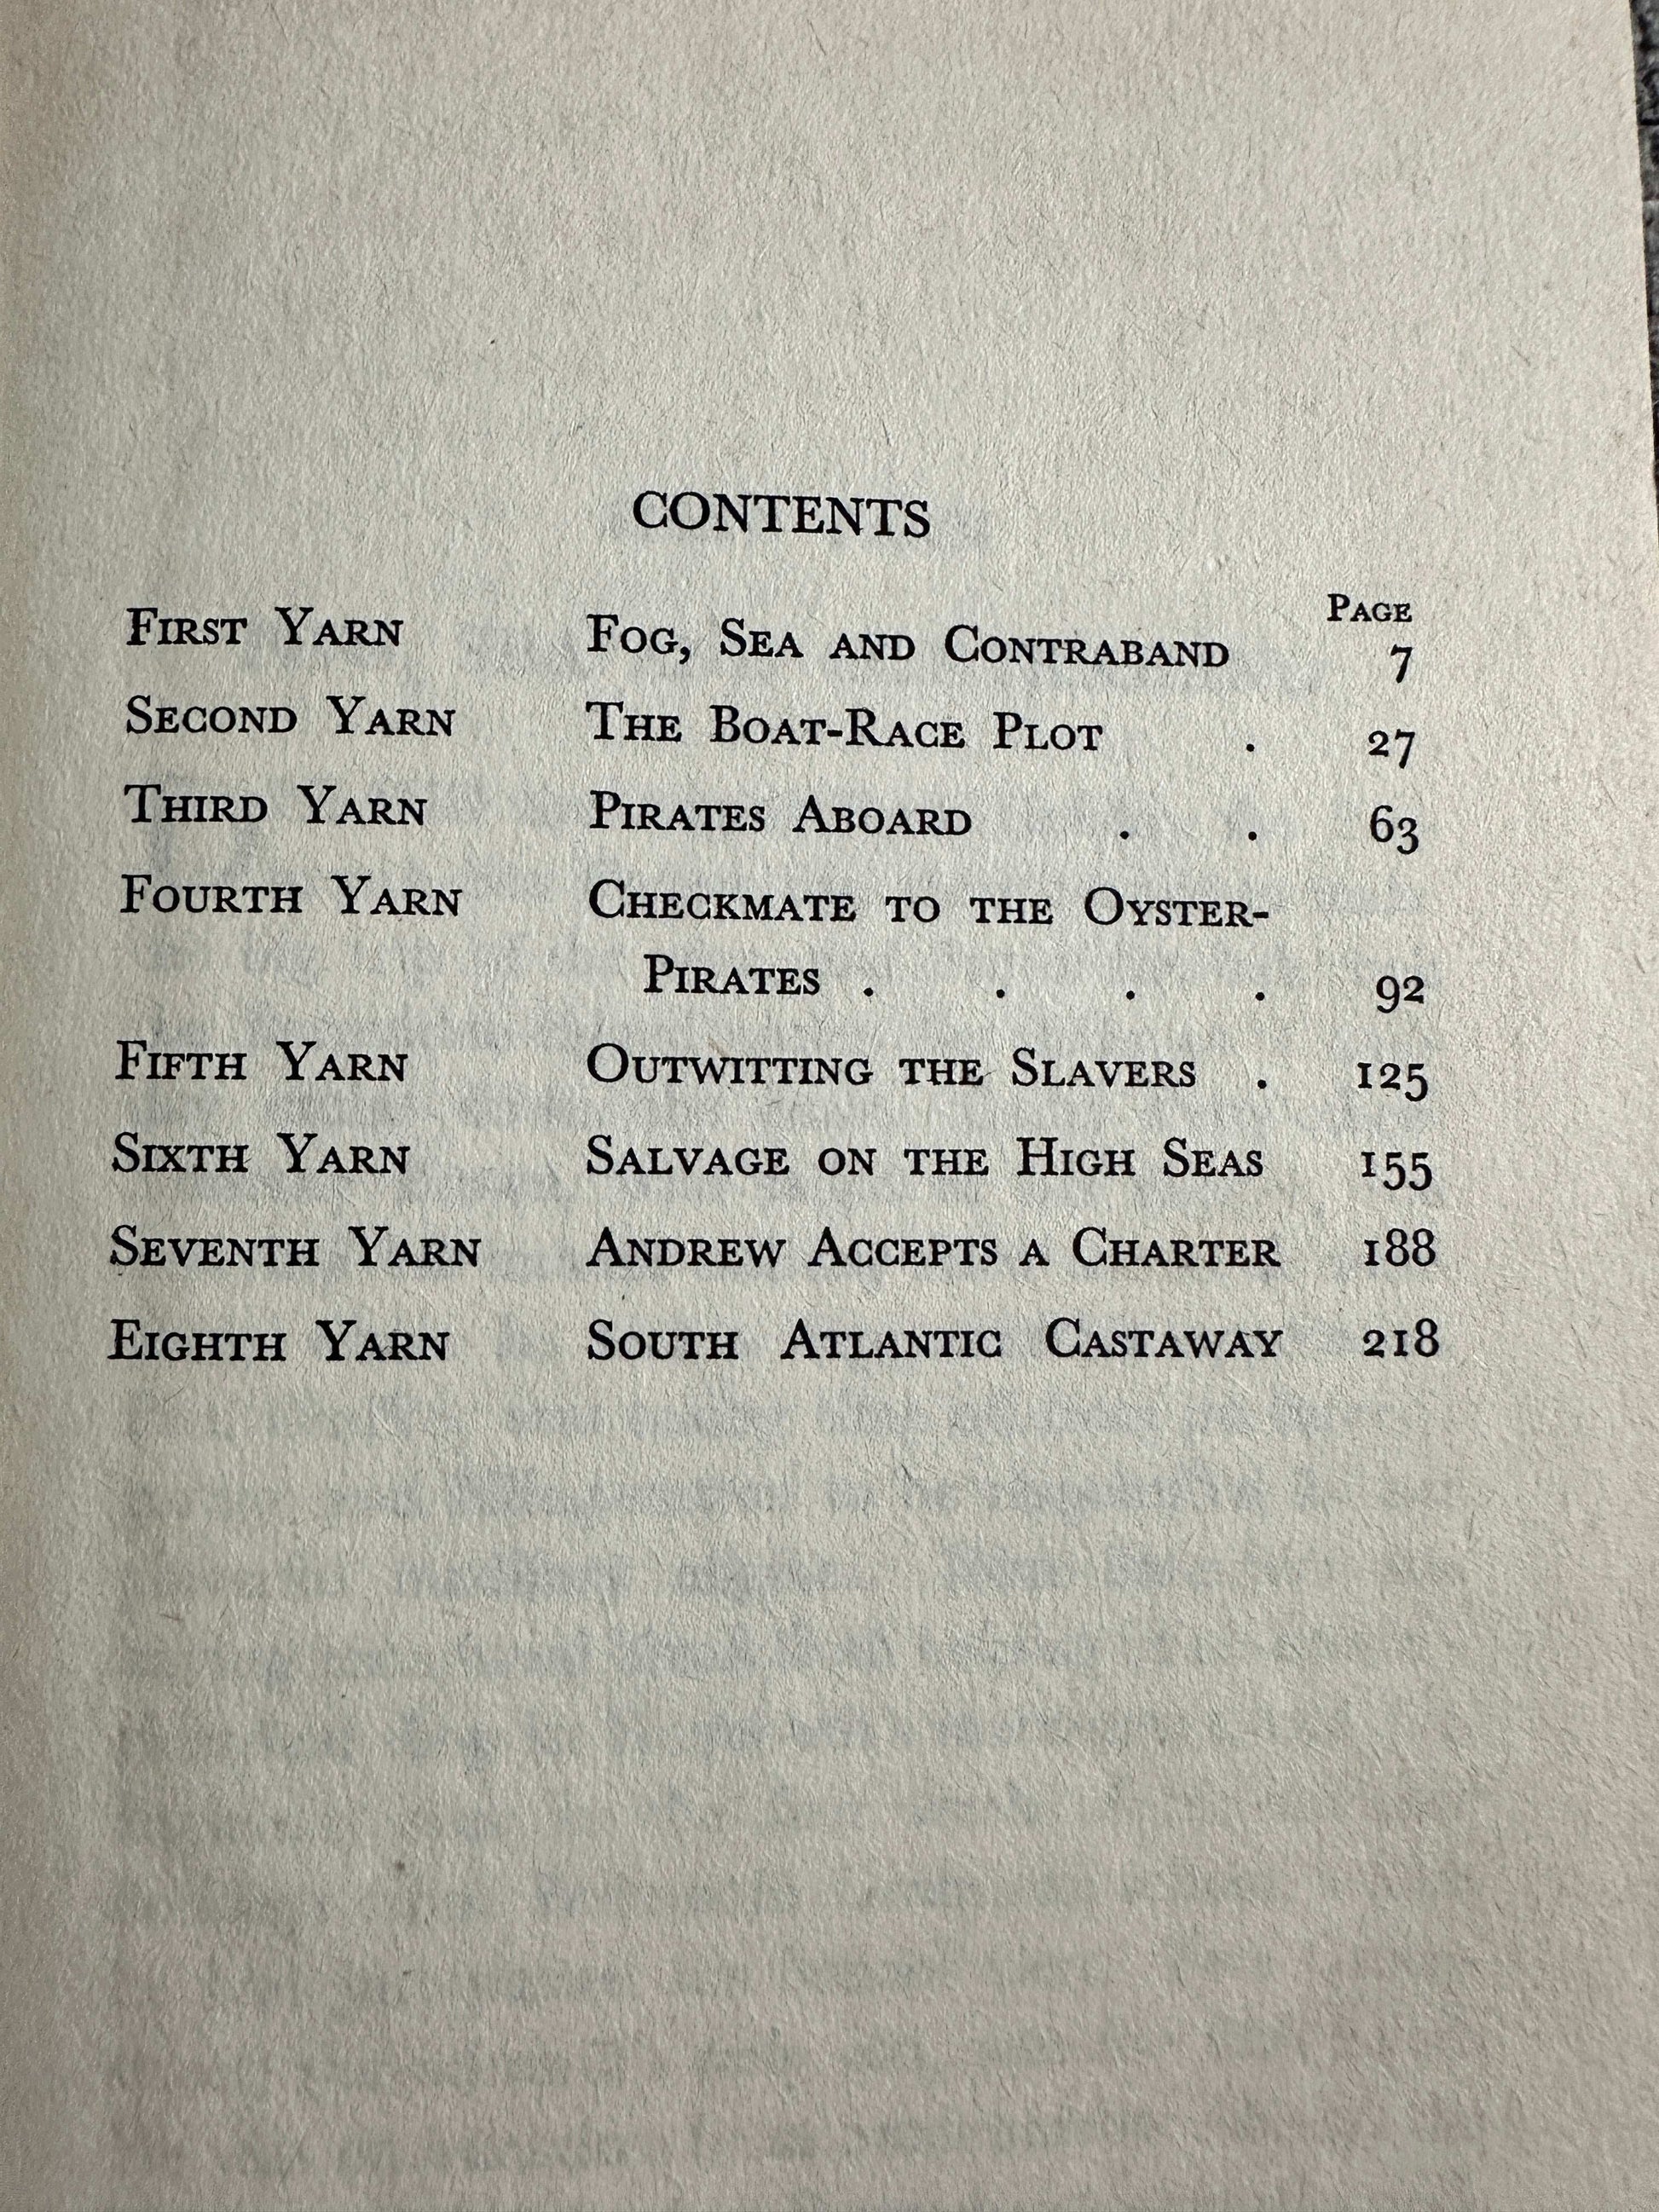 CONTENTS
PAGE
FIRST YARN FOG, SEA AND CONTRABAND 7
SECOND YARN THE BOAT-RACE PLOT . 27
THIRD YARN PIRATES ABOARD . . 63
FOURTH YARN CHECKMATE TO THE OYSTER-
PIRATES . . . . 92
FIFTH YARN OUTWITTING THE SLAVERS . 125
SIXTH YARN SALVAGE ON THE HIGH SEAS 155
SEVENTH YARN ANDREW ACCEPTS A CHARTER 188
EIGHTH YARN SOUTH ATLANTIC CASTAWAY 218